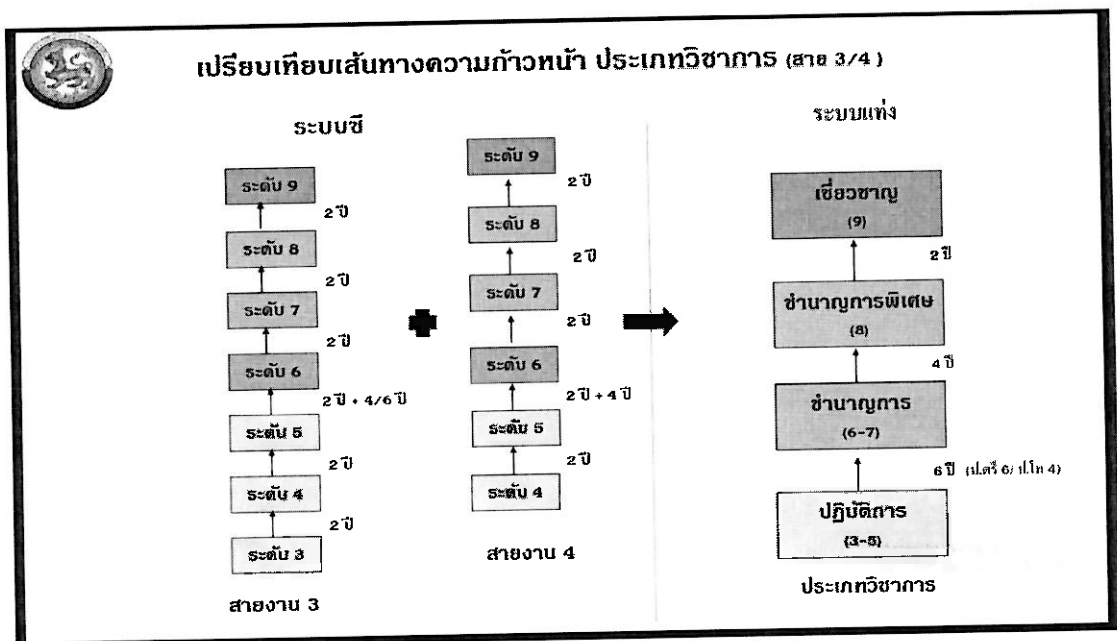 เปรียบเทียบเส้นทางความก้าวหน้า ประเภทวิชาการ (สาย 3/4 )
ระบบซี
ระดับ 9
2 ปี
ระดับ 8
2 ปี
ระดับ 7
2 ปี
ระดับ 6
2 ปี + 4/6 ปี
ระดับ 5
2 ปี
ระดับ 4
2 ปี
ระดับ 3
สายงาน 3
ระดับ 9
2 ปี
ระดับ 8
2 ปี
ระดับ 7
2 ปี
ระดับ 6
2 ปี + 4 ปี
ระดับ 5
2 ปี
ระดับ 4
สายงาน 4
ระบบแท่ง
เชี่ยวชาญ
(9)
2 ปี
ชำนาญการพิเศษ
(8)
4 ปี
ชำนาญการ
(6-7)
6 ปี (ป.ตรี 6/ ป.โท 4)
ปฏิบัติการ
(3-5)
ประเภทวิชาการ